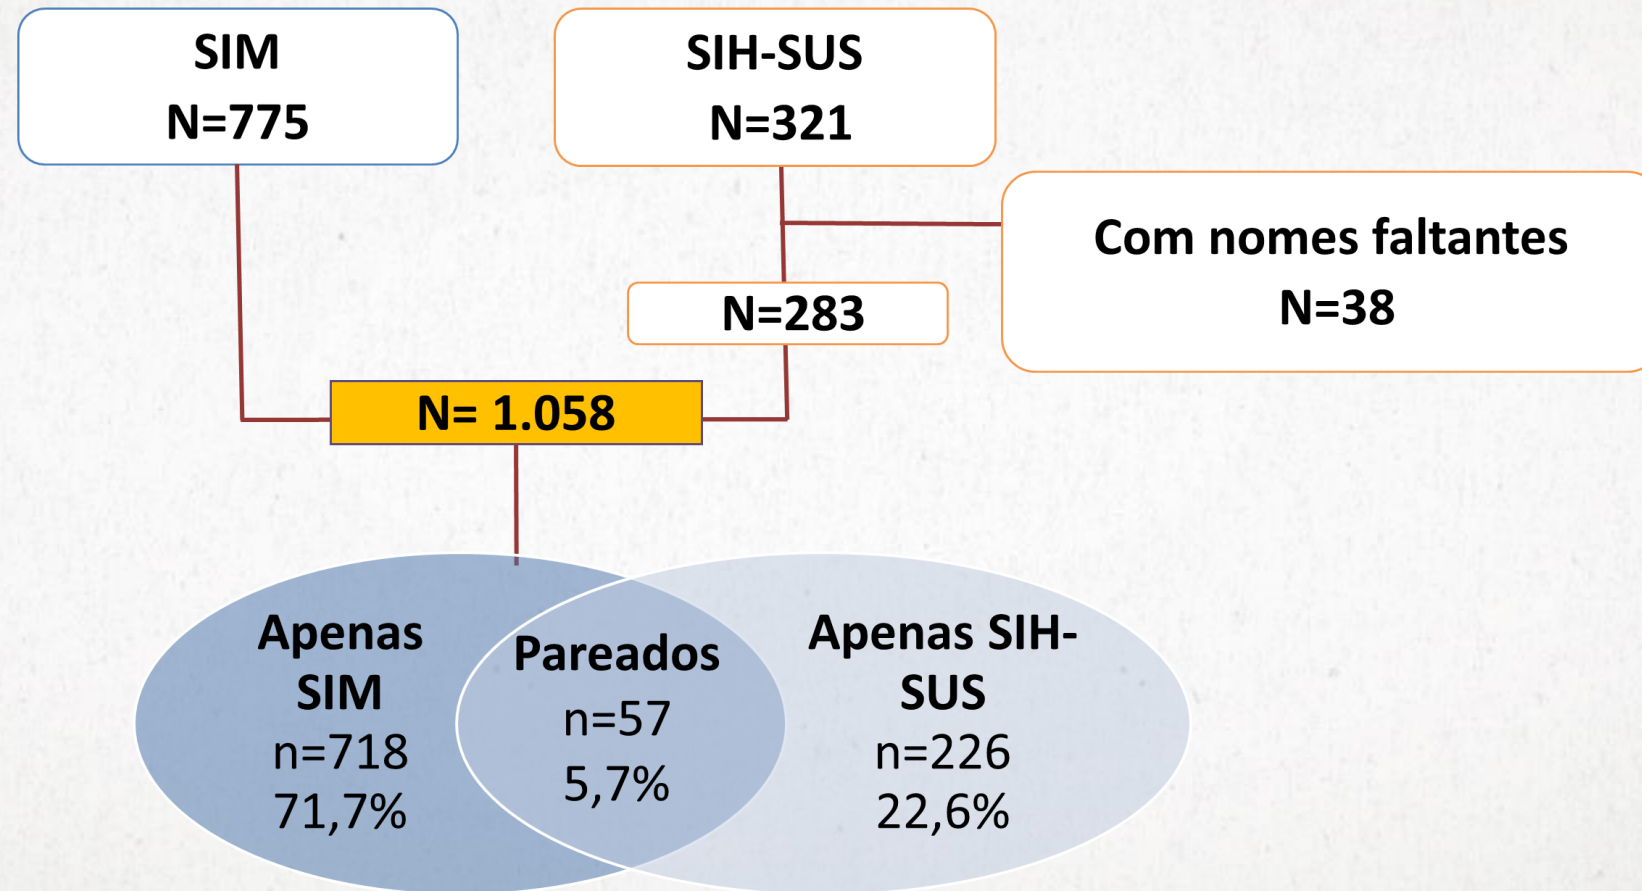 SIM
N=775
SIH-SUS
N=321
Com nomes faltantes
N=38
N=283
N= 1.058
Apenas
SIM
n=718
71,7%
Pareados
n=57
5,7%
Apenas SIH-
SUS
n=226
22,6%